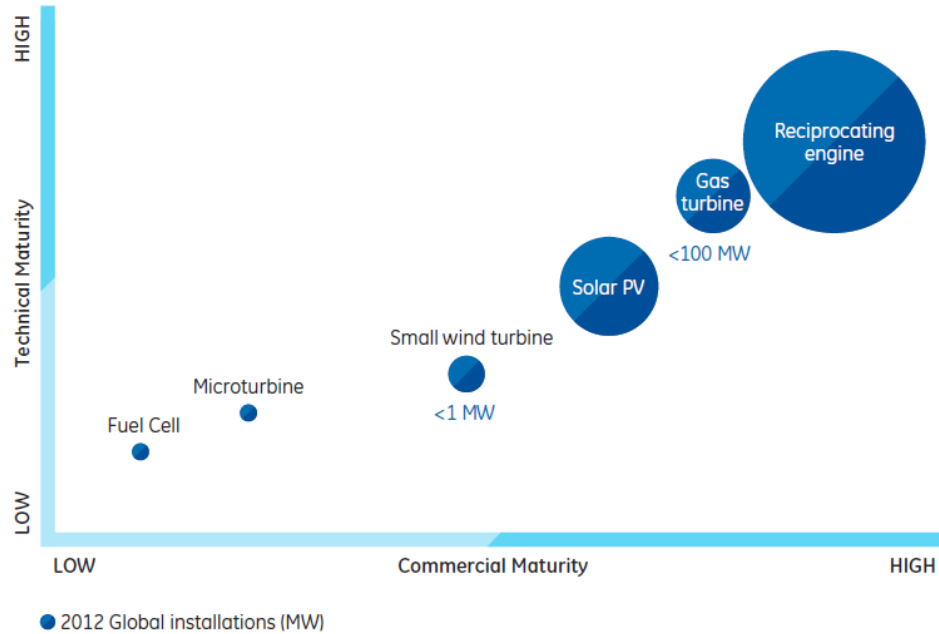 HIGH
Technical Maturity
LOW
Reciprocating
engine
Gas
turbine
<100 MW
Solar PV
Small wind turbine
<1 MW
Microturbine
Fuel Cell
LOW
Commercial Maturity
HIGH
2012 Global installations (MW)